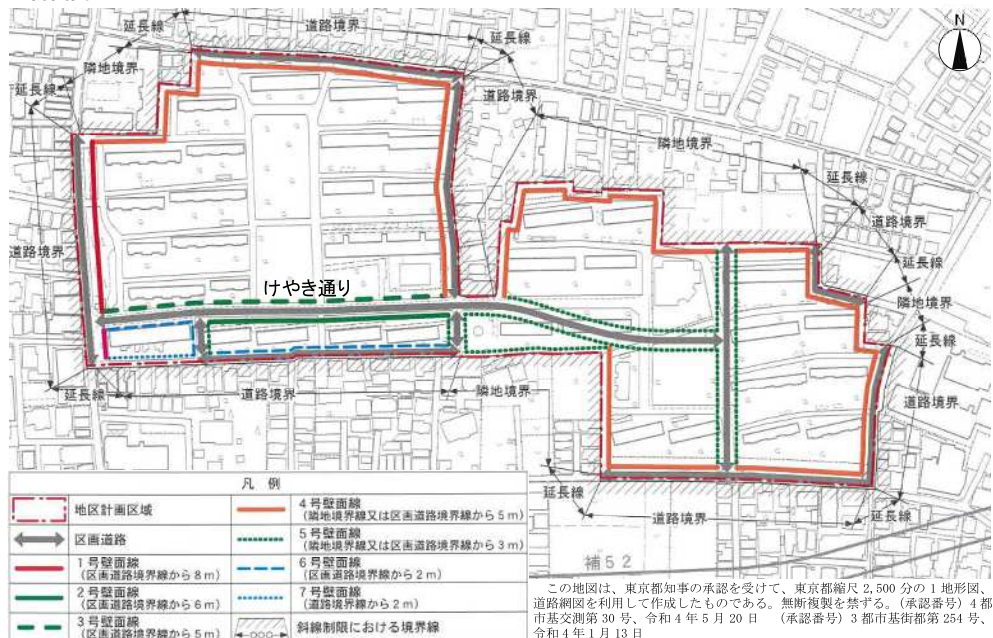 延長線
道路境界
延長線
N
隣地境界
延長線
道路境界
隣地境界
延長線
道路境界
道路境界
延長線
けやき通り
隣地境界
延長線
延長線
道路境界
隣地境界
道路境界
延長線
道路境界
延長線
補52
凡 例
地区計画区域
4号壁面線
(隣地境界線又は区画道路境界線から5m)
区画道路
5号壁面線
(隣地境界線又は区画道路境界線から3m)
1号壁面線
(区画道路境界線から8m)
6号壁面線
(区画道路境界線から2m)
2号壁面線
(区画道路境界線から6m)
7号壁面線
(道路境界線から2m)
3号壁面線
(区画道路境界線から5m)
斜線制限における境界線
この地図は、東京都知事の承認を受けて、東京都縮尺 2,500 分の 1 地形図、
道路網図を利用して作成したものである。無断複製を禁ずる。(承認番号) 4 都
市基交測第 30 号、令和 4 年 5 月 20 日 (承認番号) 3 都市基街都第 254 号、
令和 4 年 1 月 13 日